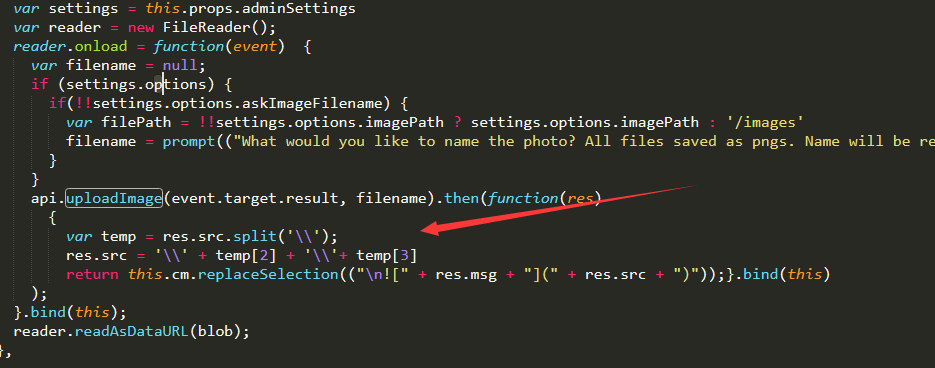 var settings = this.props.adminSettings
var reader = new FileReader();
reader.onload = function(event)  {
var filename = null;
if (settings.options) {
if(!!settings.options.askImageFilename) {
var filePath = !!settings.options.imagePath ? settings.options.imagePath : '/images'
filename = prompt(("What would you like to name the photo? All files saved as pngs. Name will be re
}
}
api.uploadImage(event.target.result, filename).then(function(res)
{
var temp = res.src.split('\\');
res.src = '\\' + temp[2] + '\\'+ temp[3]
return this.cm.replaceSelection(("\n![" + res.msg + "](" + res.src + ")"));}.bind(this)
);
}.bind(this);
reader.readAsDataURL(blob);
},